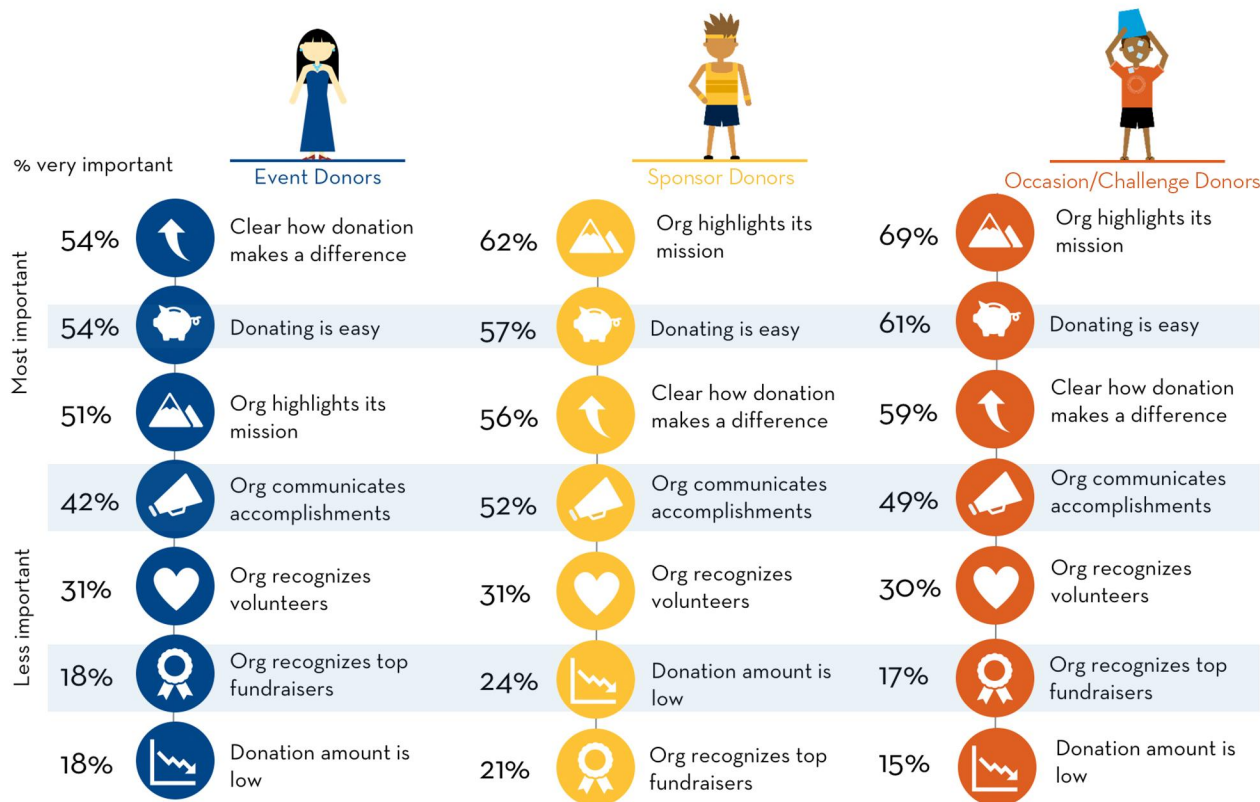 % very important
Event Donors
Sponsor Donors
Occasion/Challenge Donors
Most important
Less important
54%
Clear how donation
makes a difference
62%
Org highlights its
mission
69%
Org highlights its
mission
54%
Donating is easy
57%
Donating is easy
61%
Donating is easy
51%
Org highlights its
mission
56%
Clear how donation
makes a difference
59%
Clear how donation
makes a difference
42%
Org communicates
accomplishments
52%
Org communicates
accomplishments
49%
Org communicates
accomplishments
31%
Org recognizes
volunteers
31%
Org recognizes
volunteers
30%
Org recognizes
volunteers
18%
Org recognizes top
fundraisers
24%
Donation amount is
low
17%
Org recognizes top
fundraisers
18%
Donation amount is
low
21%
Org recognizes top
fundraisers
15%
Donation amount is
low